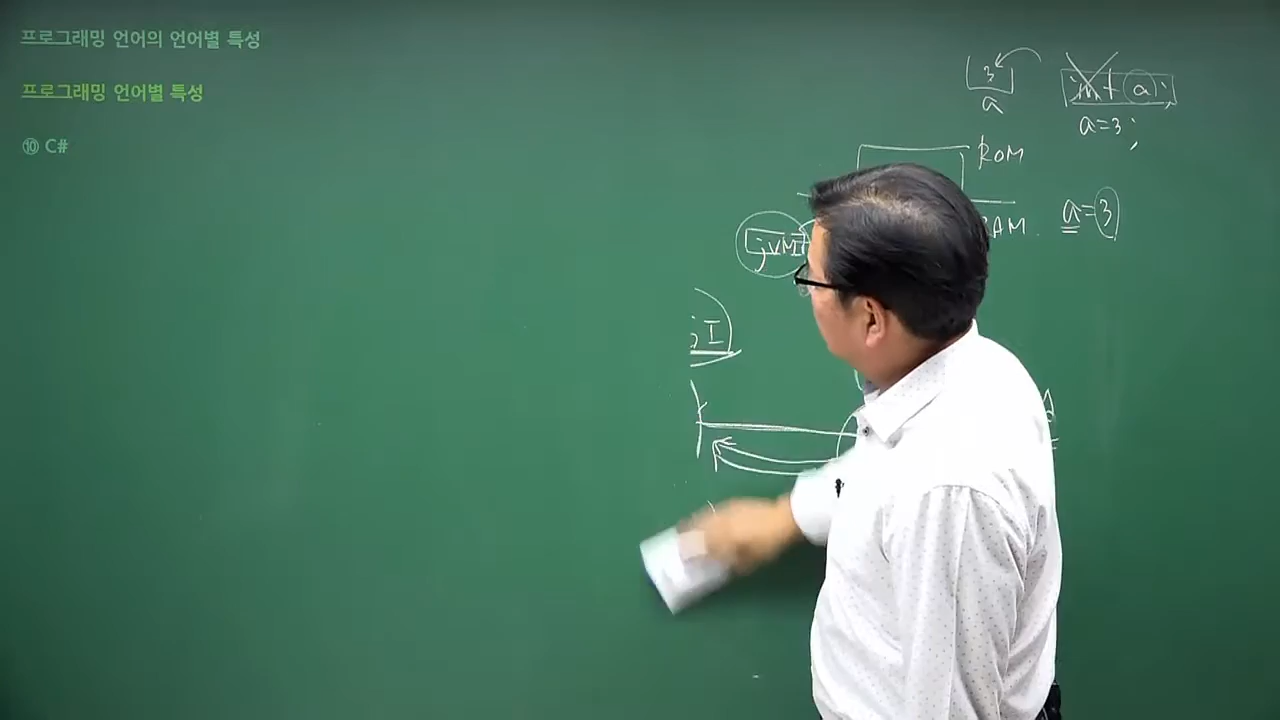 프로그래밍 언어의 언어별 특성
프로그래밍 언어별 특성
⑩ C#
3
a
int a;
a=3;
ROM
RAM.
a=3